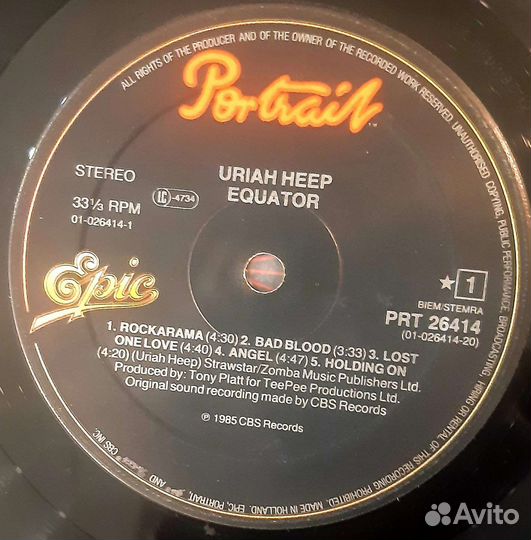 ALL RIGHTS OF THE PRODUCER AND OF THE OWNER OF THE RECORDED WORK RESERVED. UNAUTHORISED COPYING, PUBLIC PERFORMANCE, BROADCASTING, HIRING OR RENTAL OF THIS RECORDING PROHIBITED. MADE IN HOLLAND. EPIC, PORTRAIT, CBS INC.
Portrait
TM
STEREO
URIAH HEEP
33⅓ RPM
LC-4734
EQUATOR
01-026414-1
Epic
★ 1
BIEM/STEMRA
PRT 26414
(01-026414-20)
1. ROCKARAMA (4:30) 2. BAD BLOOD (3:33) 3. LOST
ONE LOVE (4:40) 4. ANGEL (4:47) 5. HOLDING ON
(4:20) (Uriah Heep) Strawstar/Zomba Music Publishers Ltd.
Produced by: Tony Platt for TeePee Productions Ltd.
Original sound recording made by CBS Records
℗ 1985 CBS Records
Avito